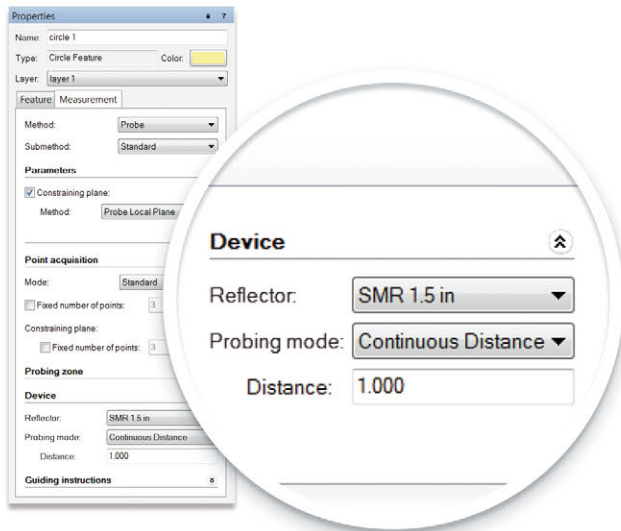 Properties ?
Name: circle 1
Type: Circle Feature Color:
Layer: layer 1
Feature Measurement
Method: Probe
Submethod: Standard
Parameters
Constraining plane:
Method: Probe Local Plane
Point acquisition
Mode: Standard
Fixed number of points: 3
Constraining plane:
Fixed number of points: 3
Probing zone
Device
Reflector: SMR 1.5 in
Probing mode: Continuous Distance
Distance: 1.000
Guiding instructions
Device
Reflector: SMR 1.5 in
Probing mode: Continuous Distance
Distance: 1.000